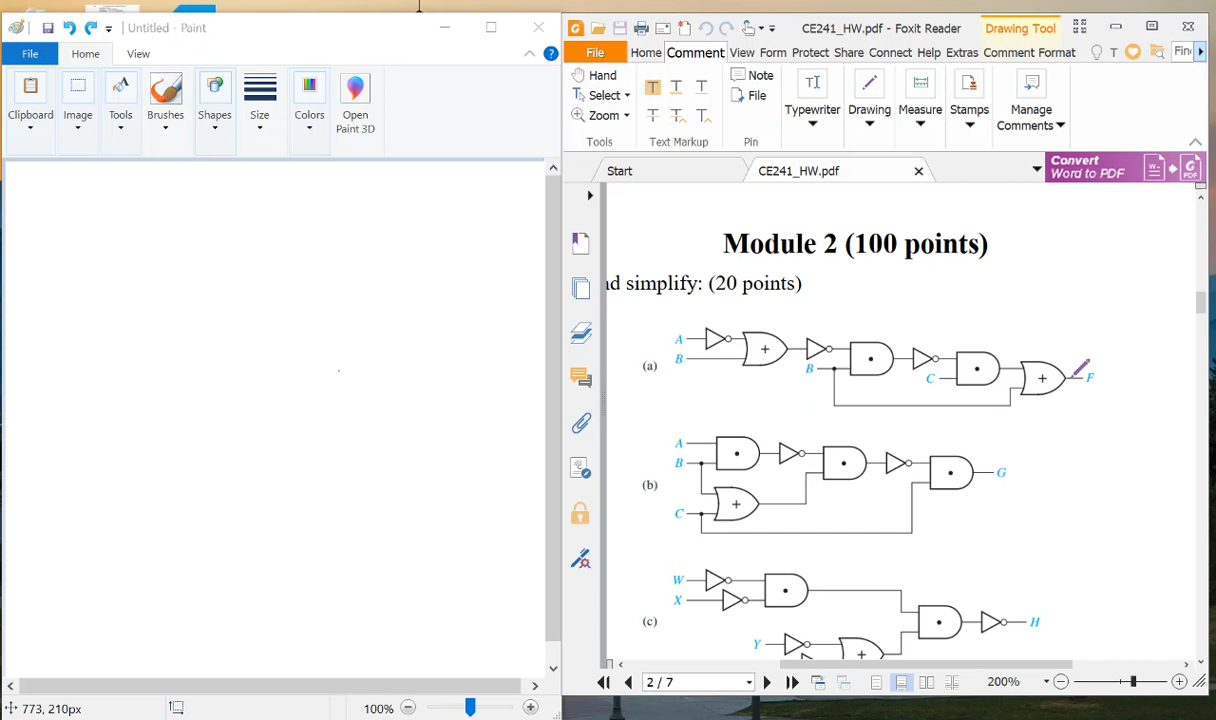 Untitled - Paint
File
Home
View
Clipboard
Image
Tools
Brushes
Shapes
Size
Colors
Open
Paint 3D
773, 210px
100%
CE241_HW.pdf - Foxit Reader
Drawing Tool
File
Home
Comment
View
Form
Protect
Share
Connect
Help
Extras
Comment Format
Fin
Hand
Select
Zoom
Tools
Text Markup
Note
File
Pin
Typewriter
Drawing
Measure
Stamps
Manage
Comments
Start
CE241_HW.pdf
Convert
Word to PDF
Module 2 (100 points)
nd simplify: (20 points)
A
B
(a)
B
C
F
A
B
(b)
C
G
W
X
(c)
Y
H
2 / 7
200%